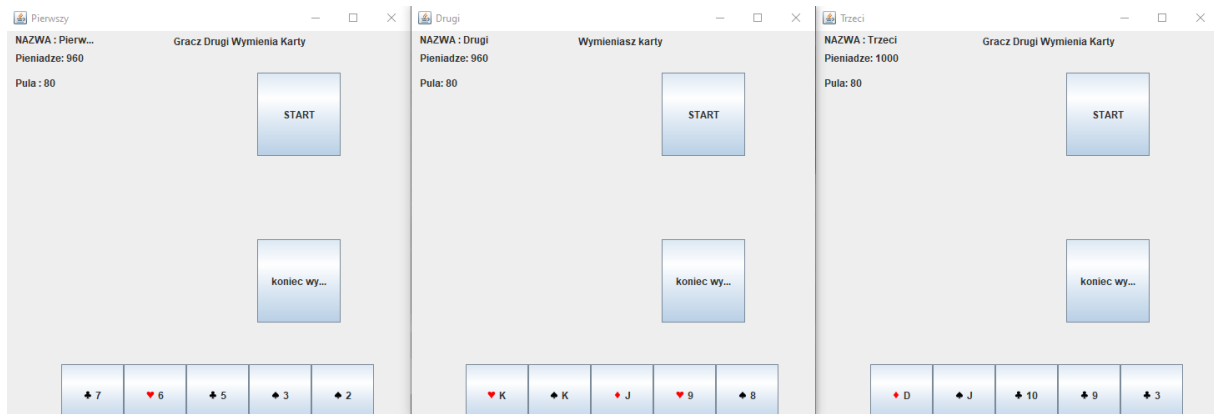 Pierwszy
NAZWA : Pierw...
Gracz Drugi Wymienia Karty
Pieniadze: 960
Pula : 80
START
koniec wy...
♣ 7 ♥ 6 ♣ 5 ♠ 3 ♠ 2
Drugi
NAZWA : Drugi
Wymieniasz karty
Pieniadze: 960
Pula: 80
START
koniec wy...
♥ K ♠ K ♦ J ♥ 9 ♠ 8
Trzeci
NAZWA : Trzeci
Gracz Drugi Wymienia Karty
Pieniadze: 1000
Pula: 80
START
koniec wy...
♦ D ♠ J ♣ 10 ♣ 9 ♣ 3